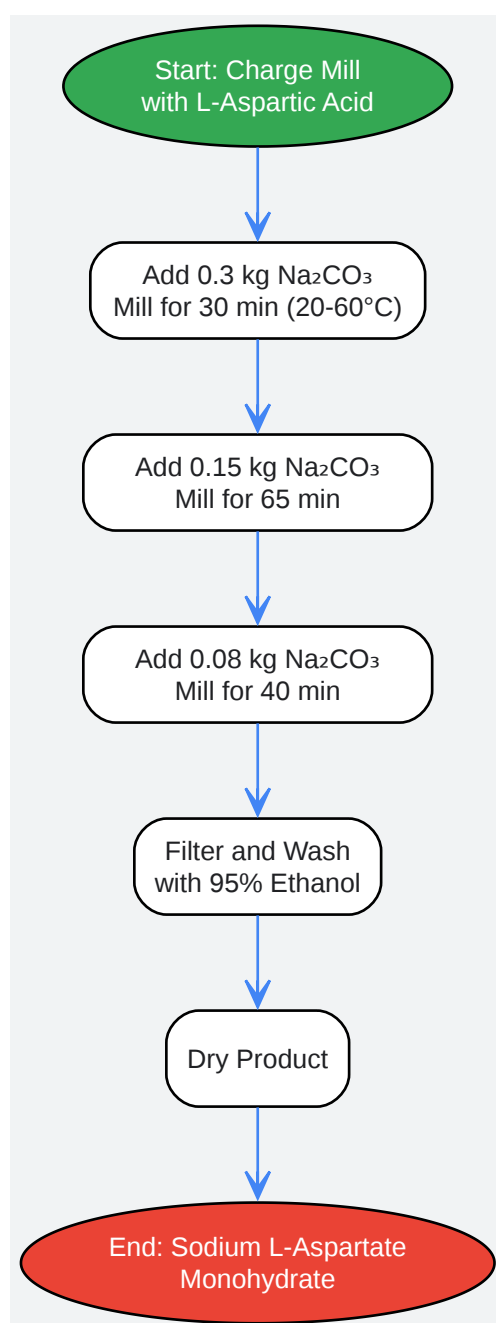 Start: Charge Mill
with L-Aspartic Acid
Add 0.3 kg Na₂CO₃
Mill for 30 min (20-60°C)
Add 0.15 kg Na₂CO₃
Mill for 65 min
Add 0.08 kg Na₂CO₃
Mill for 40 min
Filter and Wash
with 95% Ethanol
Dry Product
End: Sodium L-Aspartate
Monohydrate